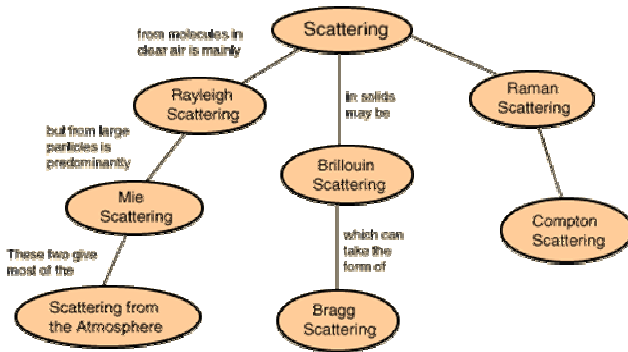 Scattering
from molecules in
clear air is mainly
Rayleigh
Scattering
in solids
may be
Raman
Scattering
but from large
particles is
predominantly
Brillouin
Scattering
Mie
Scattering
Compton
Scattering
These two give
most of the
which can
take the
form of
Scattering from
the Atmosphere
Bragg
Scattering